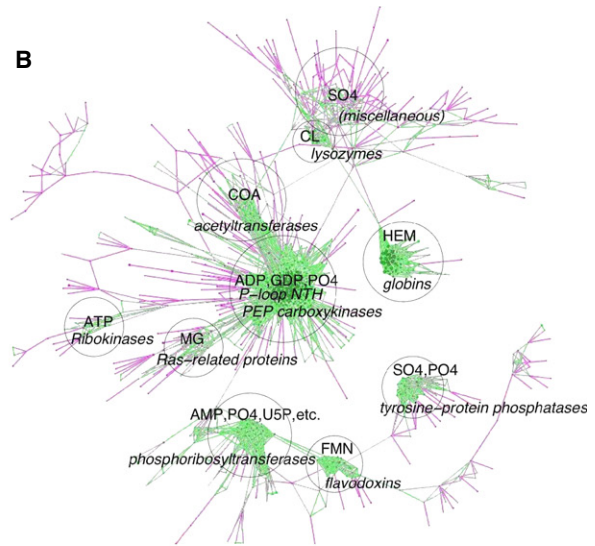 B
SO4
(miscellaneous)
CL
lysozymes
COA
acetyltransferases
HEM
globins
ADP,GDP,PO4
P-loop NTH
PEP carboxykinases
ATP
Ribokinases
MG
Ras-related proteins
SO4,PO4
tyrosine-protein phosphatases
AMP,PO4,U5P,etc.
phosphoribosyltransferases
FMN
flavodoxins